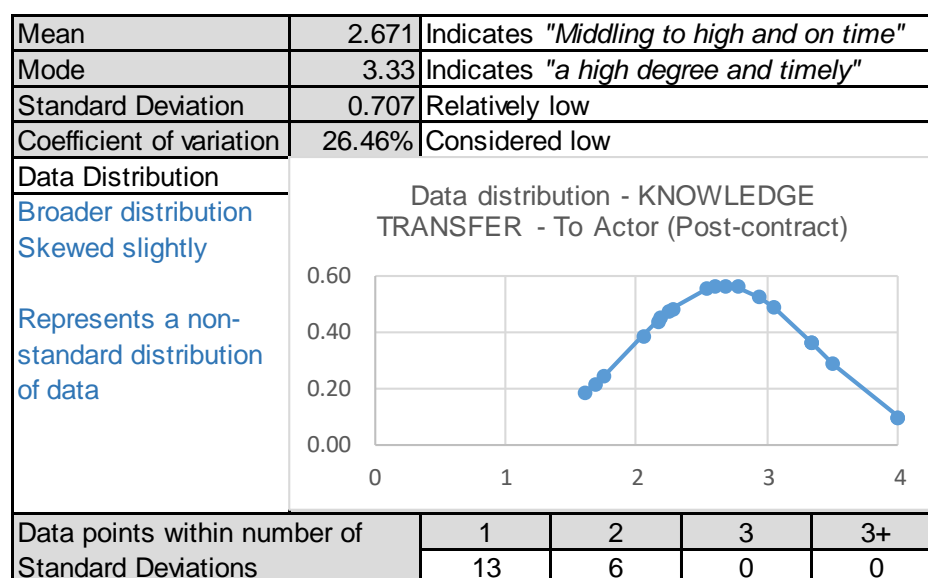 Mean 2.671 Indicates "Middling to high and on time"
Mode 3.33 Indicates "a high degree and timely"
Standard Deviation 0.707 Relatively low
Coefficient of variation 26.46% Considered low
Data Distribution
Broader distribution
Skewed slightly
Represents a non-
standard distribution
of data
Data distribution - KNOWLEDGE
TRANSFER - To Actor (Post-contract)
0.60
0.40
0.20
0.00
0 1 2 3 4
Data points within number of 1 2 3 3+
Standard Deviations 13 6 0 0